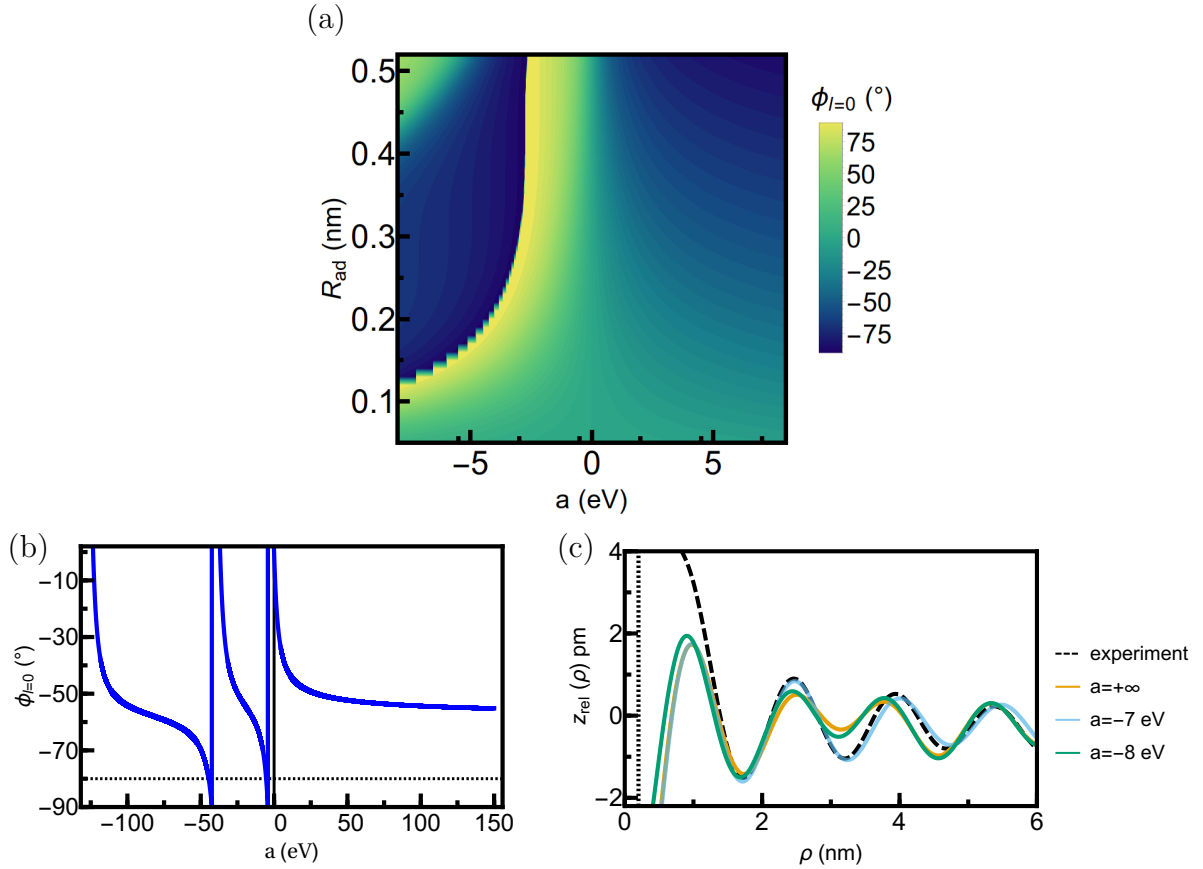 (a)
R_ad (nm)
0.5
0.4
0.3
0.2
0.1
−5
0
5
a (eV)
ϕ_l=0 (°)
75
50
25
0
−25
−50
−75
(b)
ϕ_l=0 (°)
−10
−30
−50
−70
−90
−100
−50
0
50
100
150
a (eV)
(c)
z_rel (ρ) pm
4
2
0
−2
0
2
4
6
ρ (nm)
experiment
a=+∞
a=−7 eV
a=−8 eV